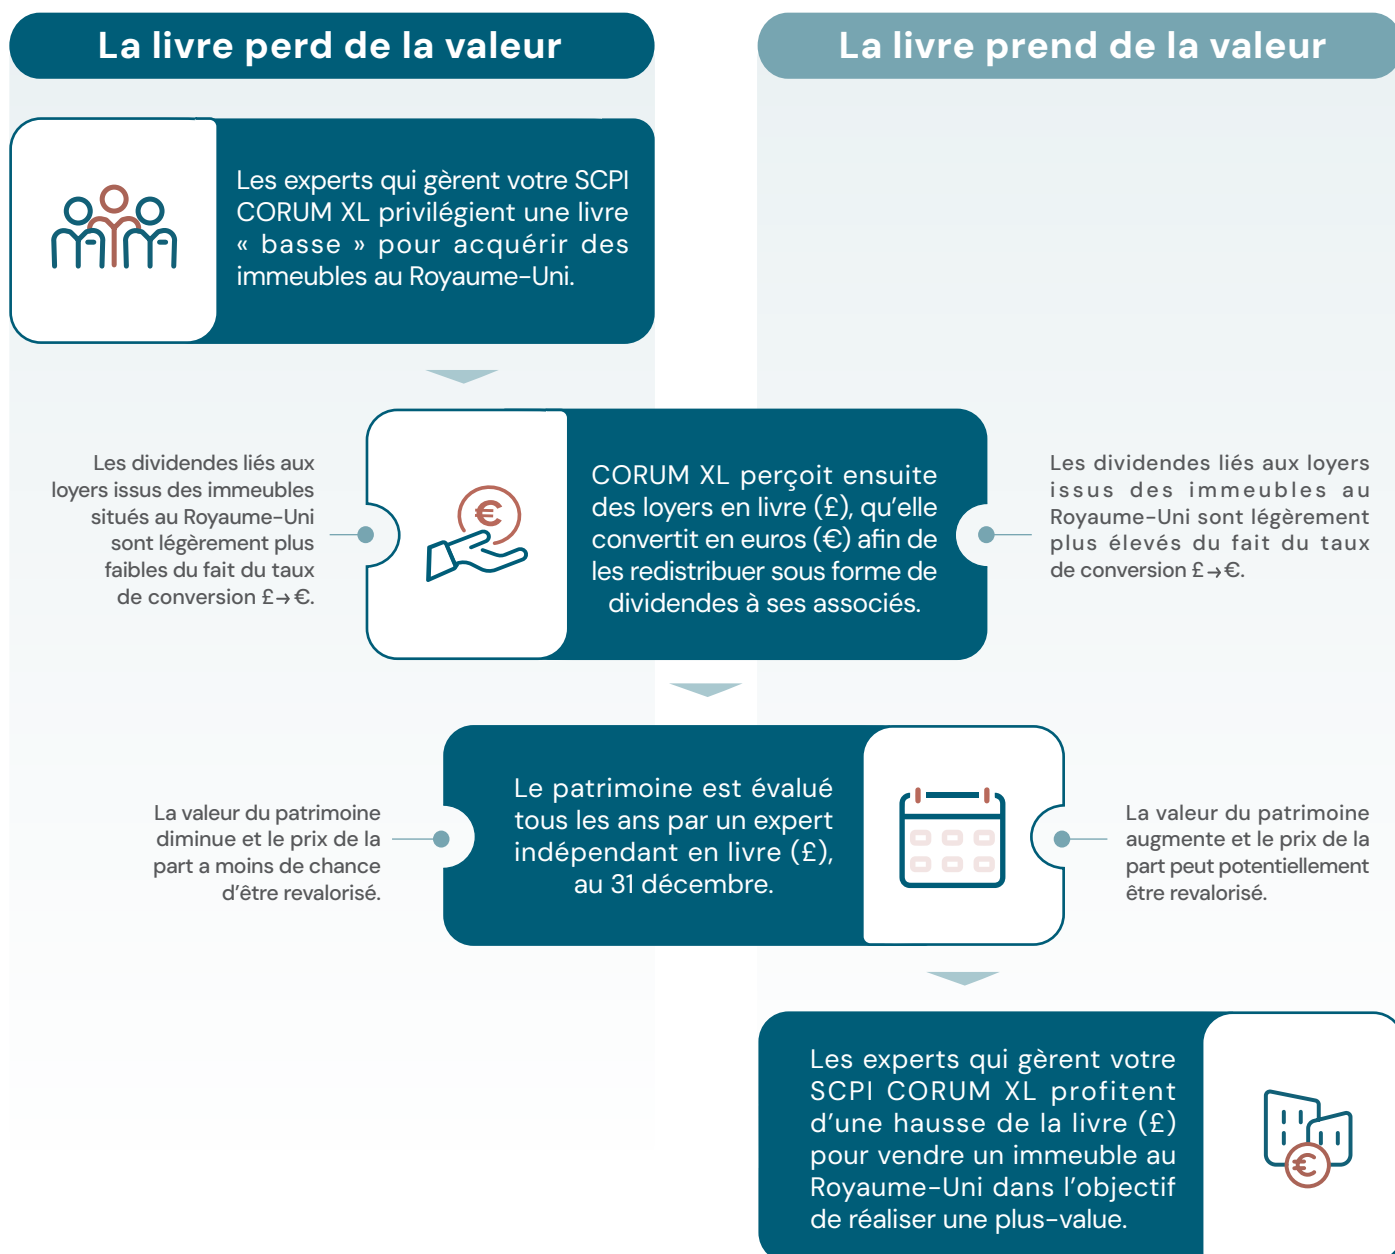 La livre perd de la valeur
La livre prend de la valeur
Les experts qui gèrent votre SCPI
CORUM XL privilégient une livre
« basse » pour acquérir des
immeubles au Royaume-Uni.
Les dividendes liés aux
loyers issus des immeubles
situés au Royaume-Uni
sont légèrement plus
faibles du fait du taux
de conversion £→€.
€
CORUM XL perçoit ensuite
des loyers en livre (£), qu’elle
convertit en euros (€) afin de
les redistribuer sous forme de
dividendes à ses associés.
Les dividendes liés aux loyers
issus des immeubles au
Royaume-Uni sont légèrement
plus élevés du fait du taux
de conversion £→€.
La valeur du patrimoine
diminue et le prix de la
part a moins de chance
d’être revalorisé.
Le patrimoine est évalué
tous les ans par un expert
indépendant en livre (£),
au 31 décembre.
La valeur du patrimoine
augmente et le prix de la
part peut potentiellement
être revalorisé.
Les experts qui gèrent votre
SCPI CORUM XL profitent
d’une hausse de la livre (£)
pour vendre un immeuble au
Royaume-Uni dans l’objectif
de réaliser une plus-value.
€